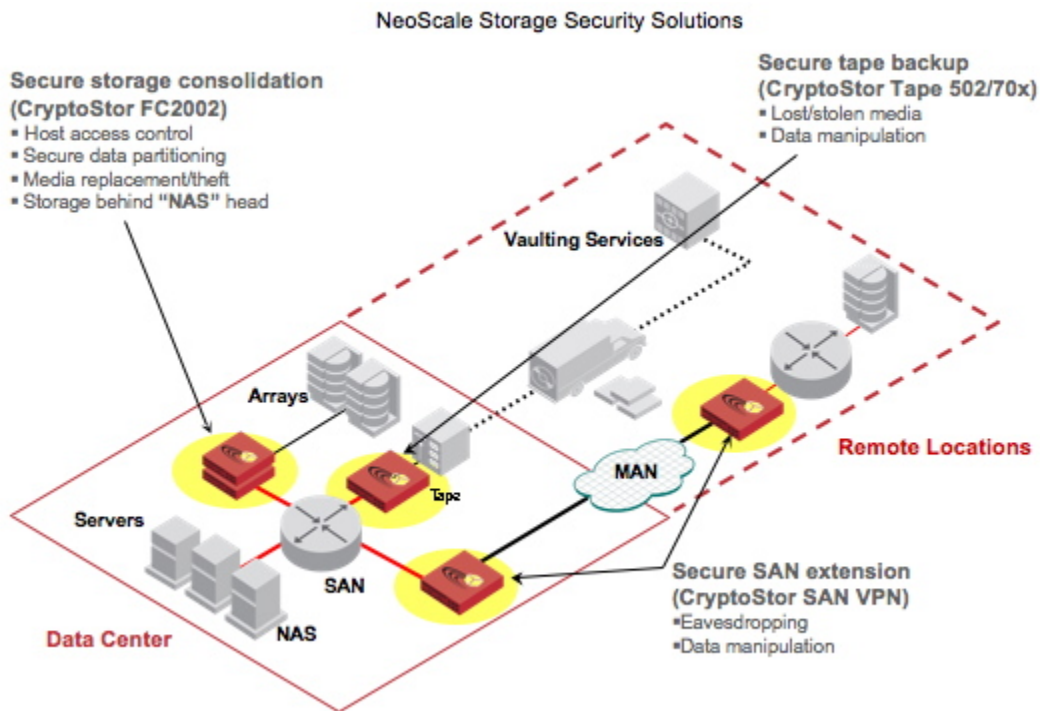 NeoScale Storage Security Solutions
Secure storage consolidation
(CryptoStor FC2002)
▪ Host access control
▪ Secure data partitioning
▪ Media replacement/theft
▪ Storage behind "NAS" head
Secure tape backup
(CryptoStor Tape 502/70x)
▪ Lost/stolen media
▪ Data manipulation
Vaulting Services
Arrays
Remote Locations
MAN
Tape
Servers
SAN
NAS
Data Center
Secure SAN extension
(CryptoStor SAN VPN)
▪Eavesdropping
▪Data manipulation